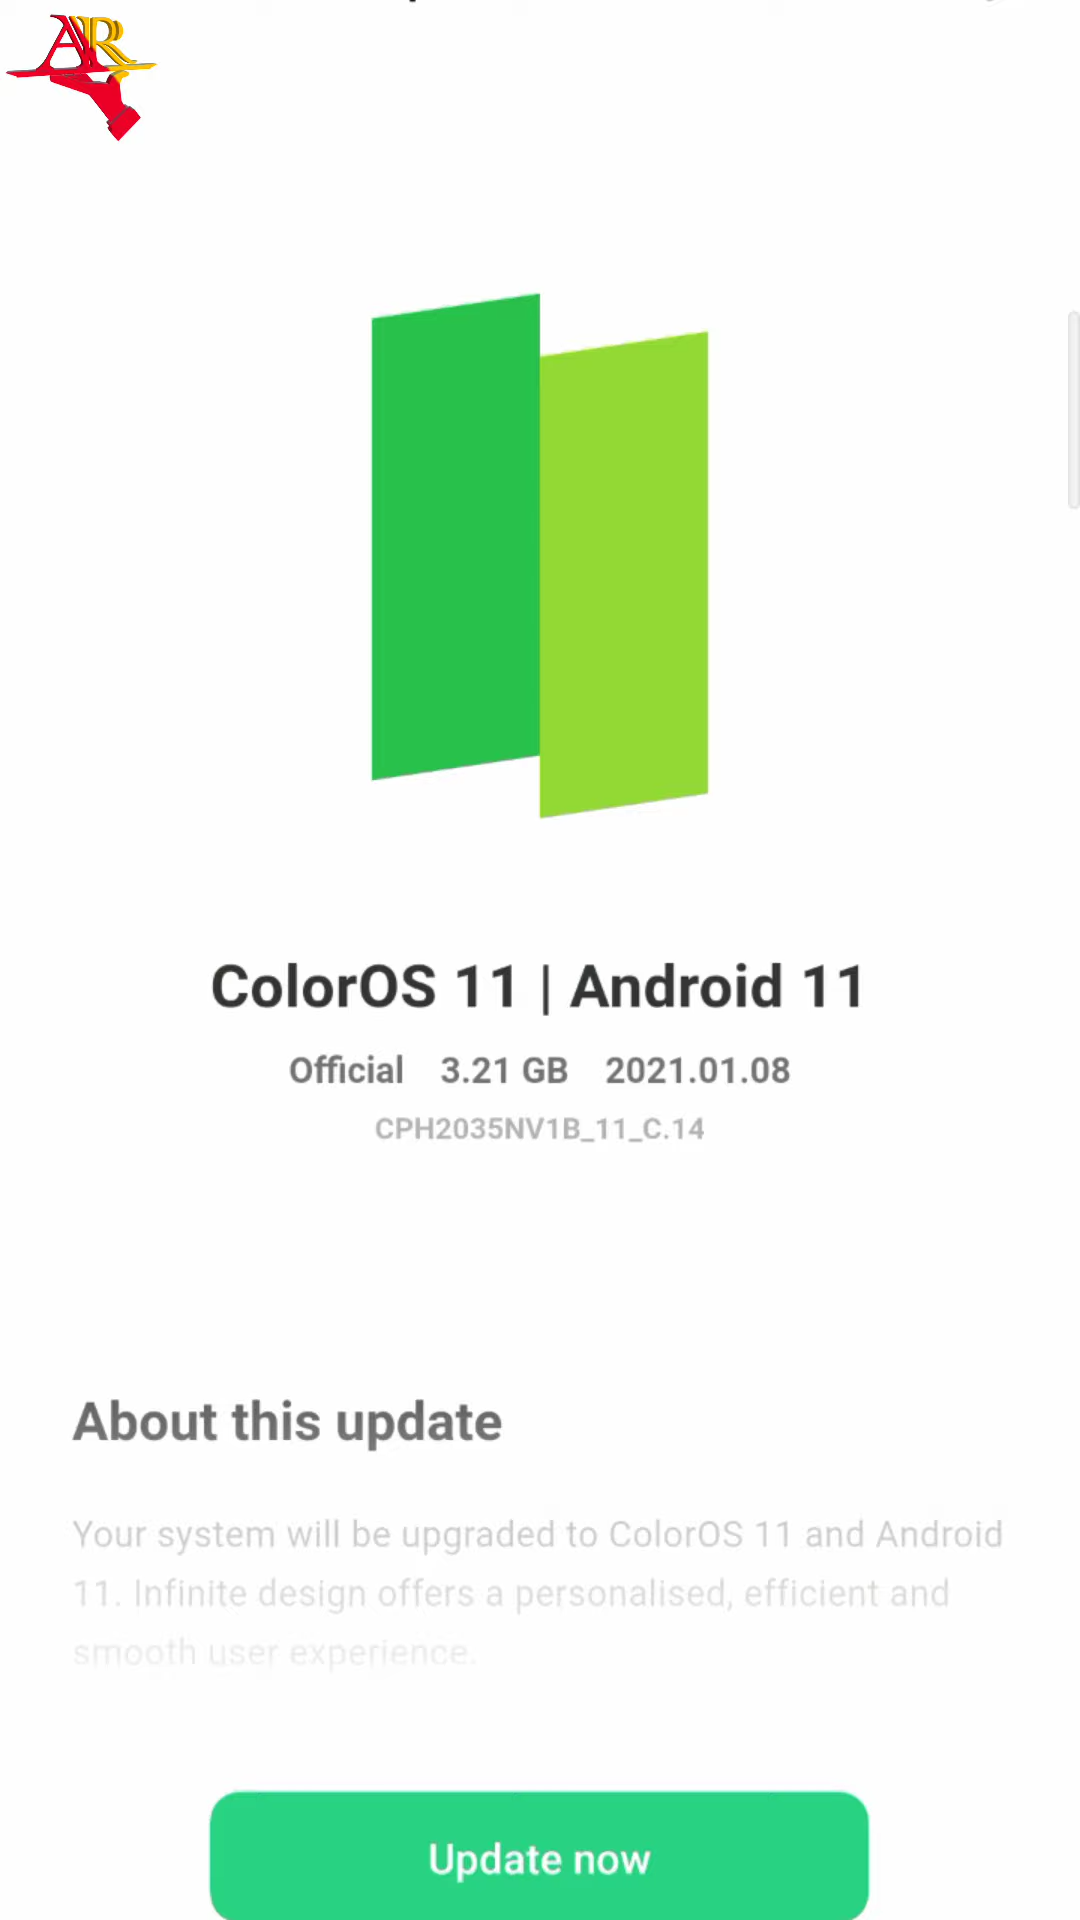 AR
ColorOS 11 | Android 11
Official 3.21 GB 2021.01.08
CPH2035NV1B_11_C.14
About this update
Your system will be upgraded to ColorOS 11 and Android
11. Infinite design offers a personalised, efficient and
smooth user experience.
Update now